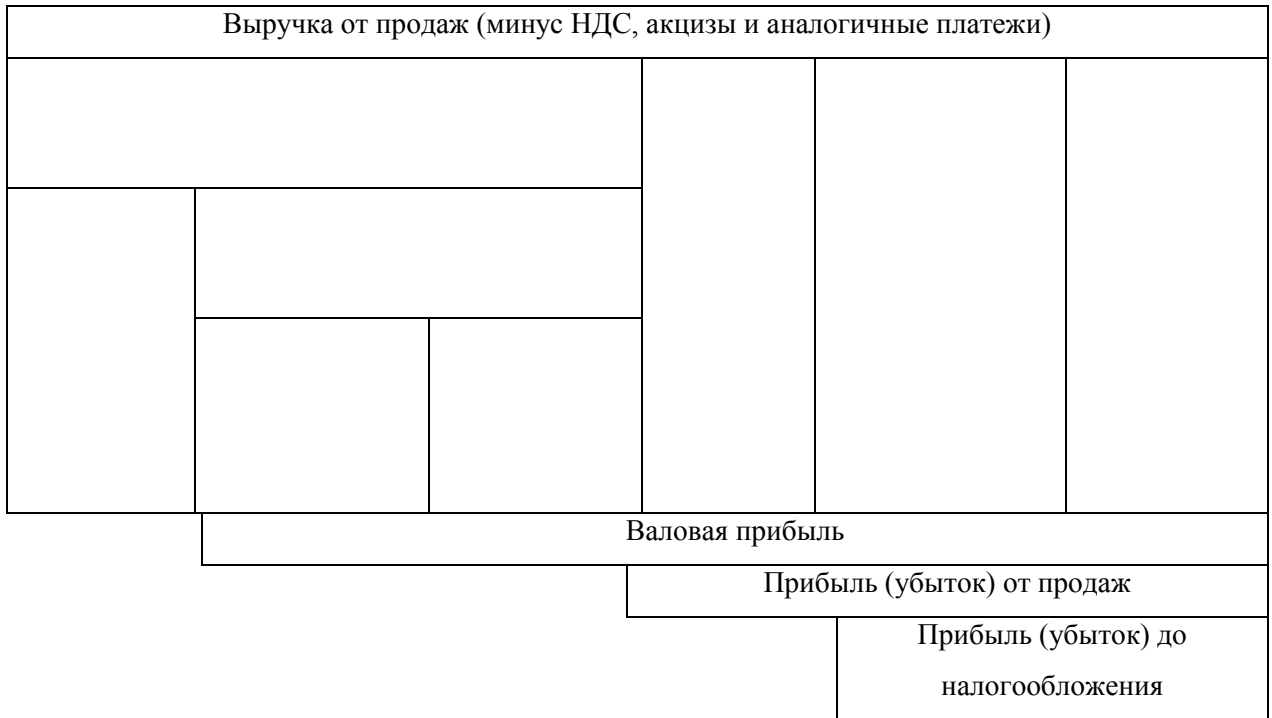 Выручка от продаж (минус НДС, акцизы и аналогичные платежи)
Валовая прибыль
Прибыль (убыток) от продаж
Прибыль (убыток) до
налогообложения